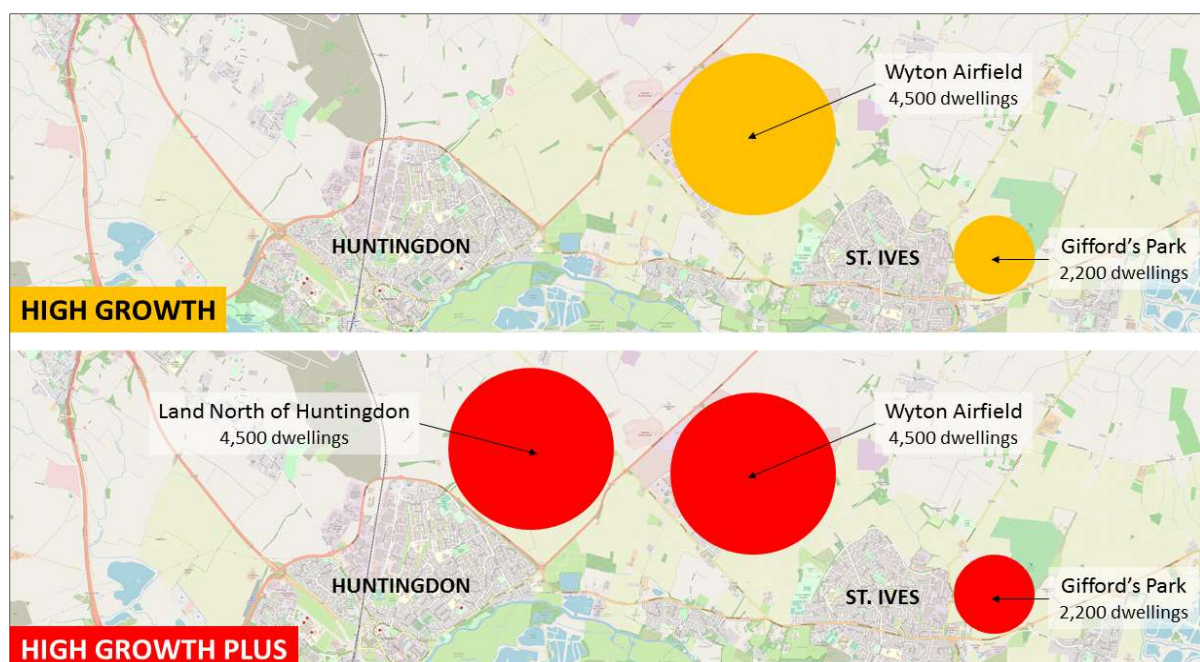 Wyton Airfield
4,500 dwellings
HUNTINGDON
ST. IVES
Gifford's Park
2,200 dwellings
HIGH GROWTH
Land North of Huntingdon
4,500 dwellings
Wyton Airfield
4,500 dwellings
HUNTINGDON
ST. IVES
Gifford's Park
2,200 dwellings
HIGH GROWTH PLUS